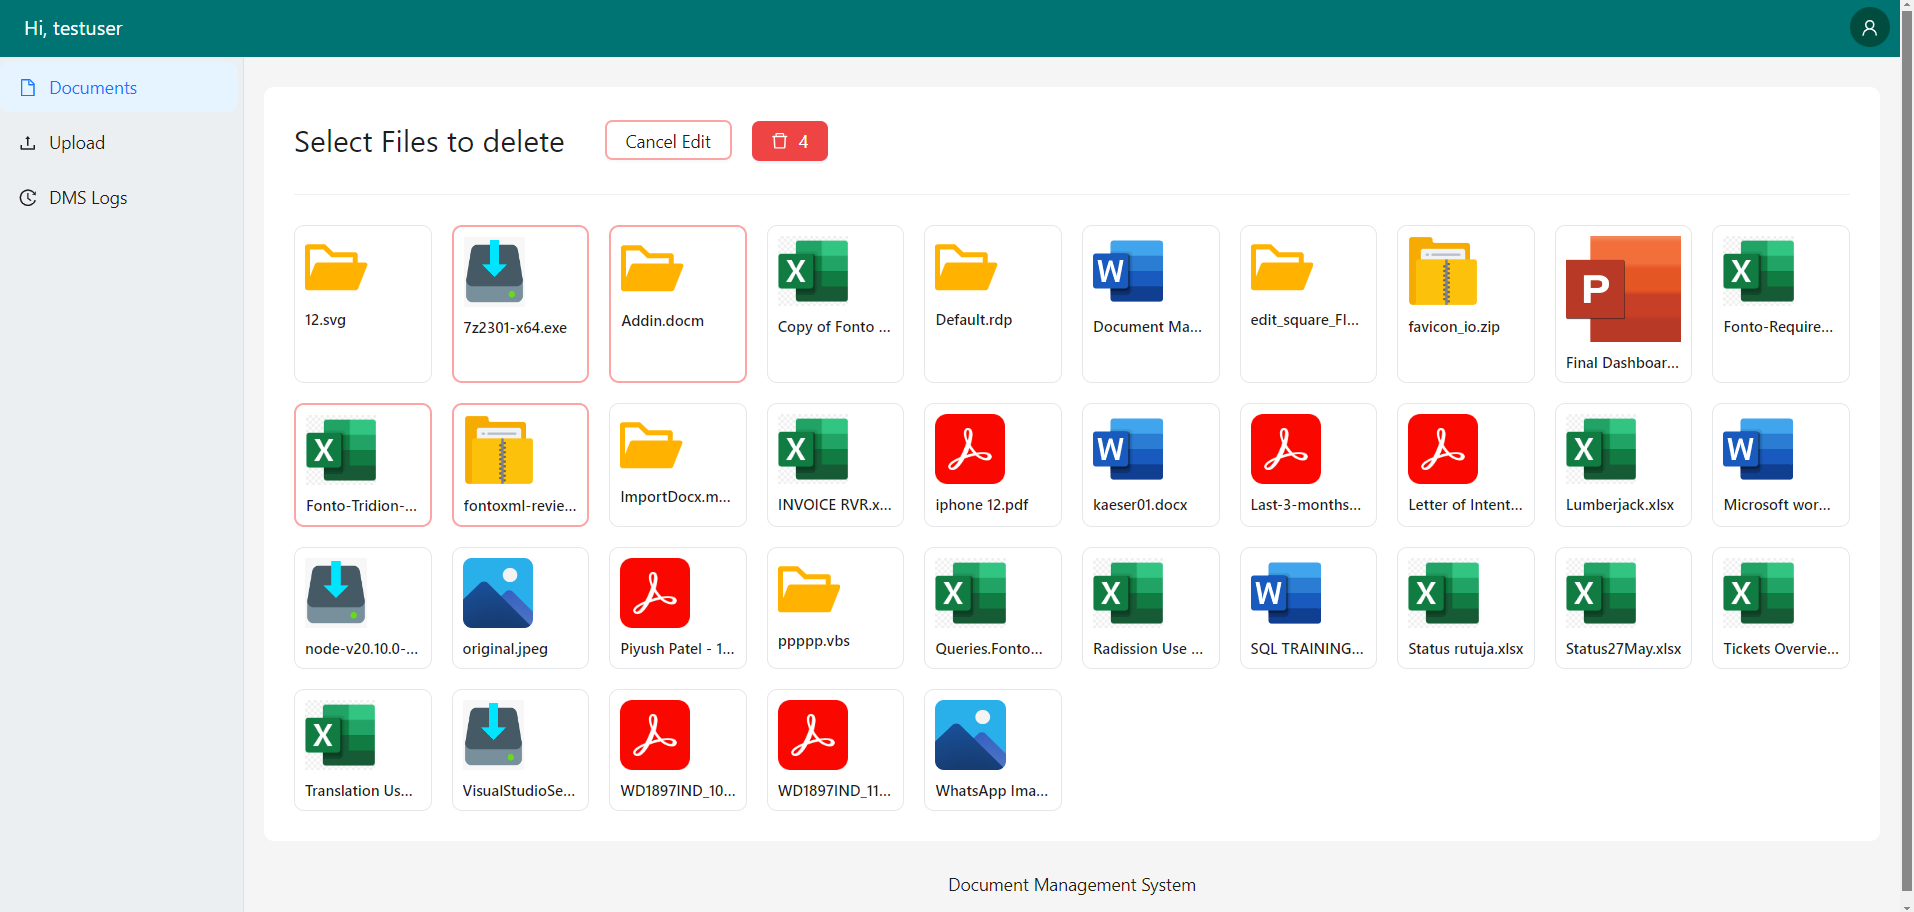 Hi, testuser
Documents
Upload
DMS Logs
Select Files to delete
Cancel Edit
4
12.svg
7z2301-x64.exe
Addin.docm
Copy of Fonto ...
Default.rdp
Document Ma...
edit_square_FI...
favicon_io.zip
Final Dashboar...
Fonto-Require...
Fonto-Tridion-...
fontoxml-revie...
ImportDocx.m...
INVOICE RVR.x...
iphone 12.pdf
kaeser01.docx
Last-3-months...
Letter of Intent...
Lumberjack.xlsx
Microsoft wor...
node-v20.10.0-...
original.jpeg
Piyush Patel - 1...
ppppp.vbs
Queries.Fonto...
Radission Use ...
SQL TRAINING...
Status rutuja.xlsx
Status27May.xlsx
Tickets Overvie...
Translation Us...
VisualStudioSe...
WD1897IND_10...
WD1897IND_11...
WhatsApp Ima...
Document Management System